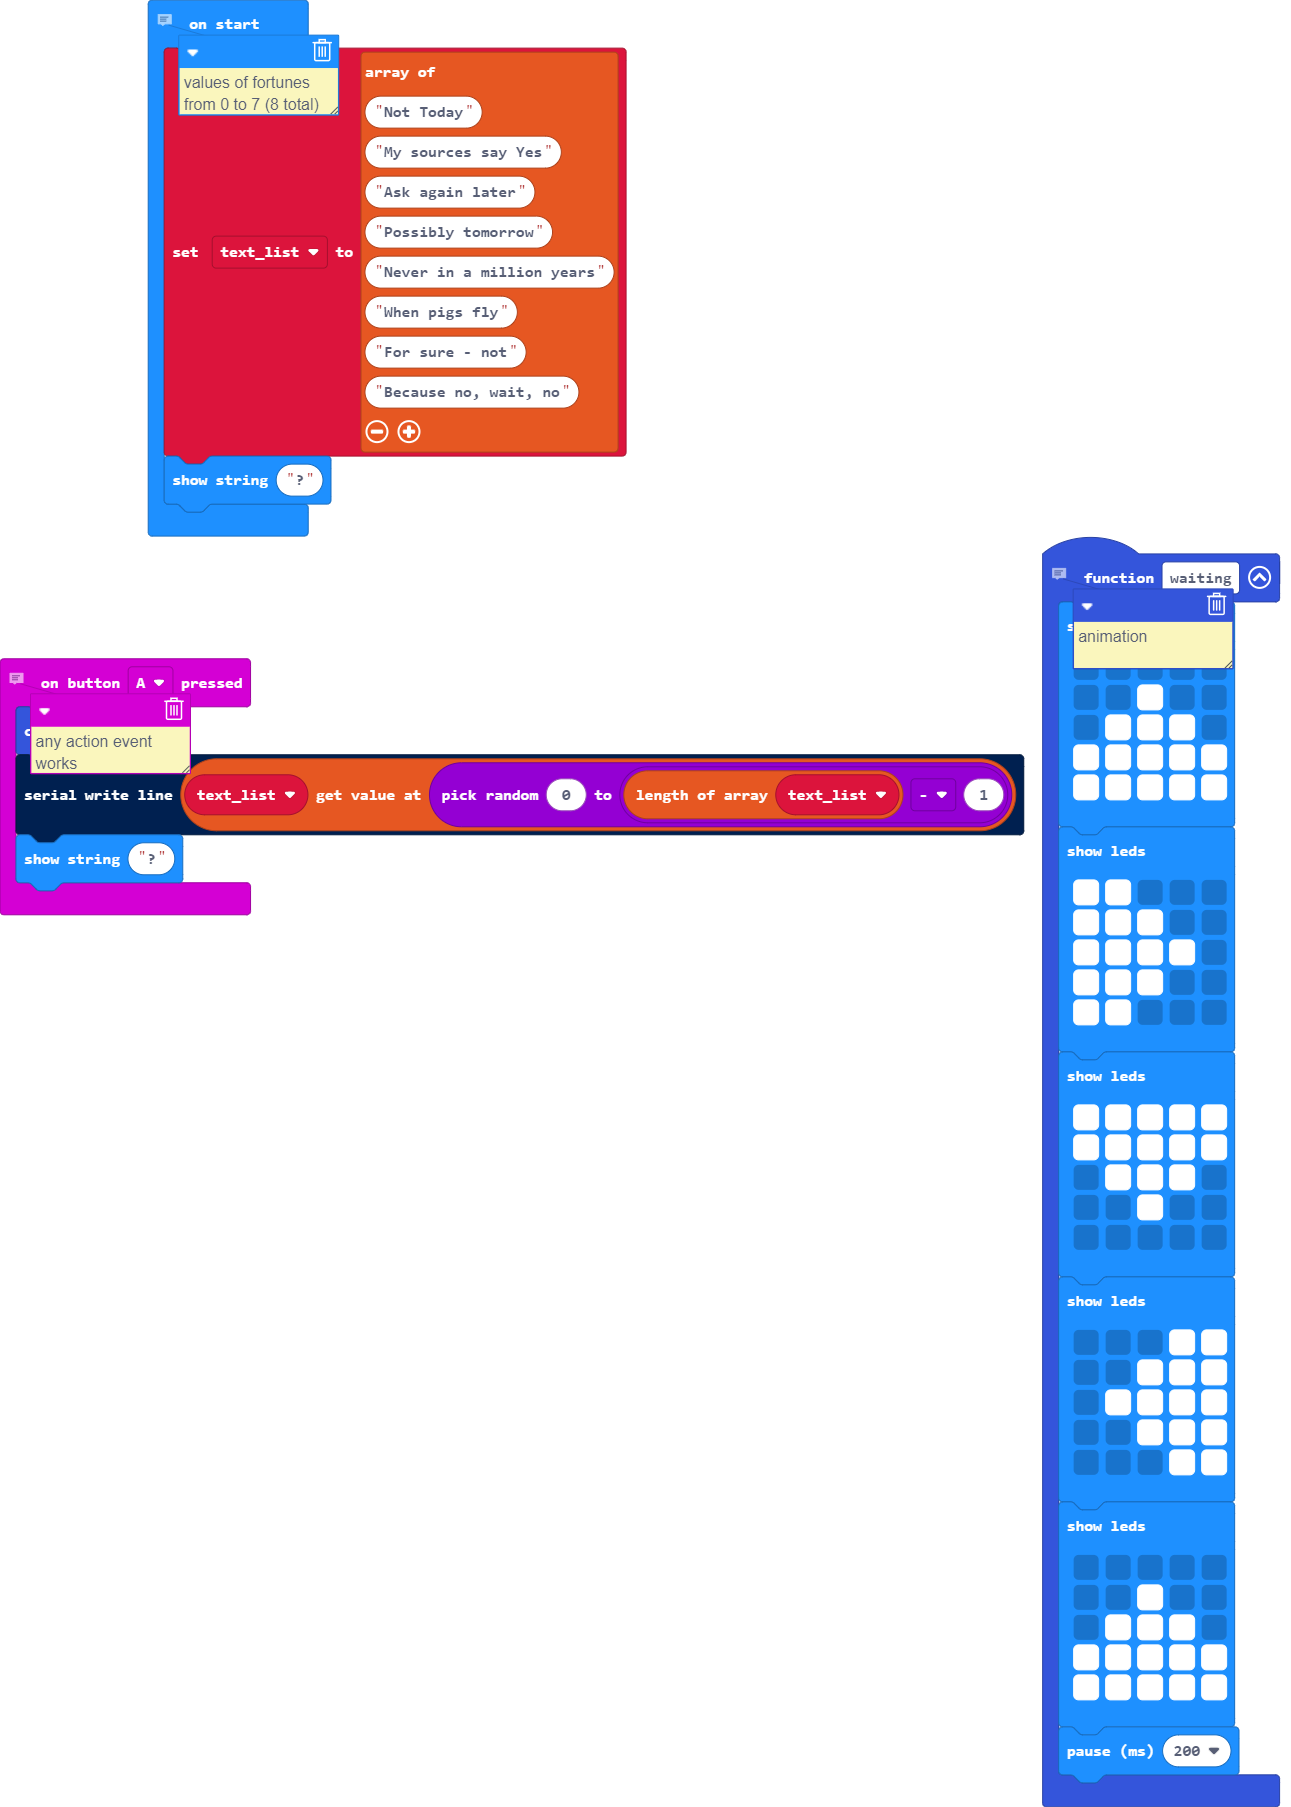 on start
values of fortunes
from 0 to 7 (8 total)
array of
"Not Today"
"My sources say Yes"
"Ask again later"
"Possibly tomorrow"
set text_list to
"Never in a million years"
"When pigs fly"
"For sure - not"
"Because no, wait, no"
show string "?"
function waiting
animation
on button A pressed
any action event
works
serial write line text_list get value at pick random 0 to length of array text_list - 1
show string "?"
show leds
show leds
show leds
show leds
pause (ms) 200